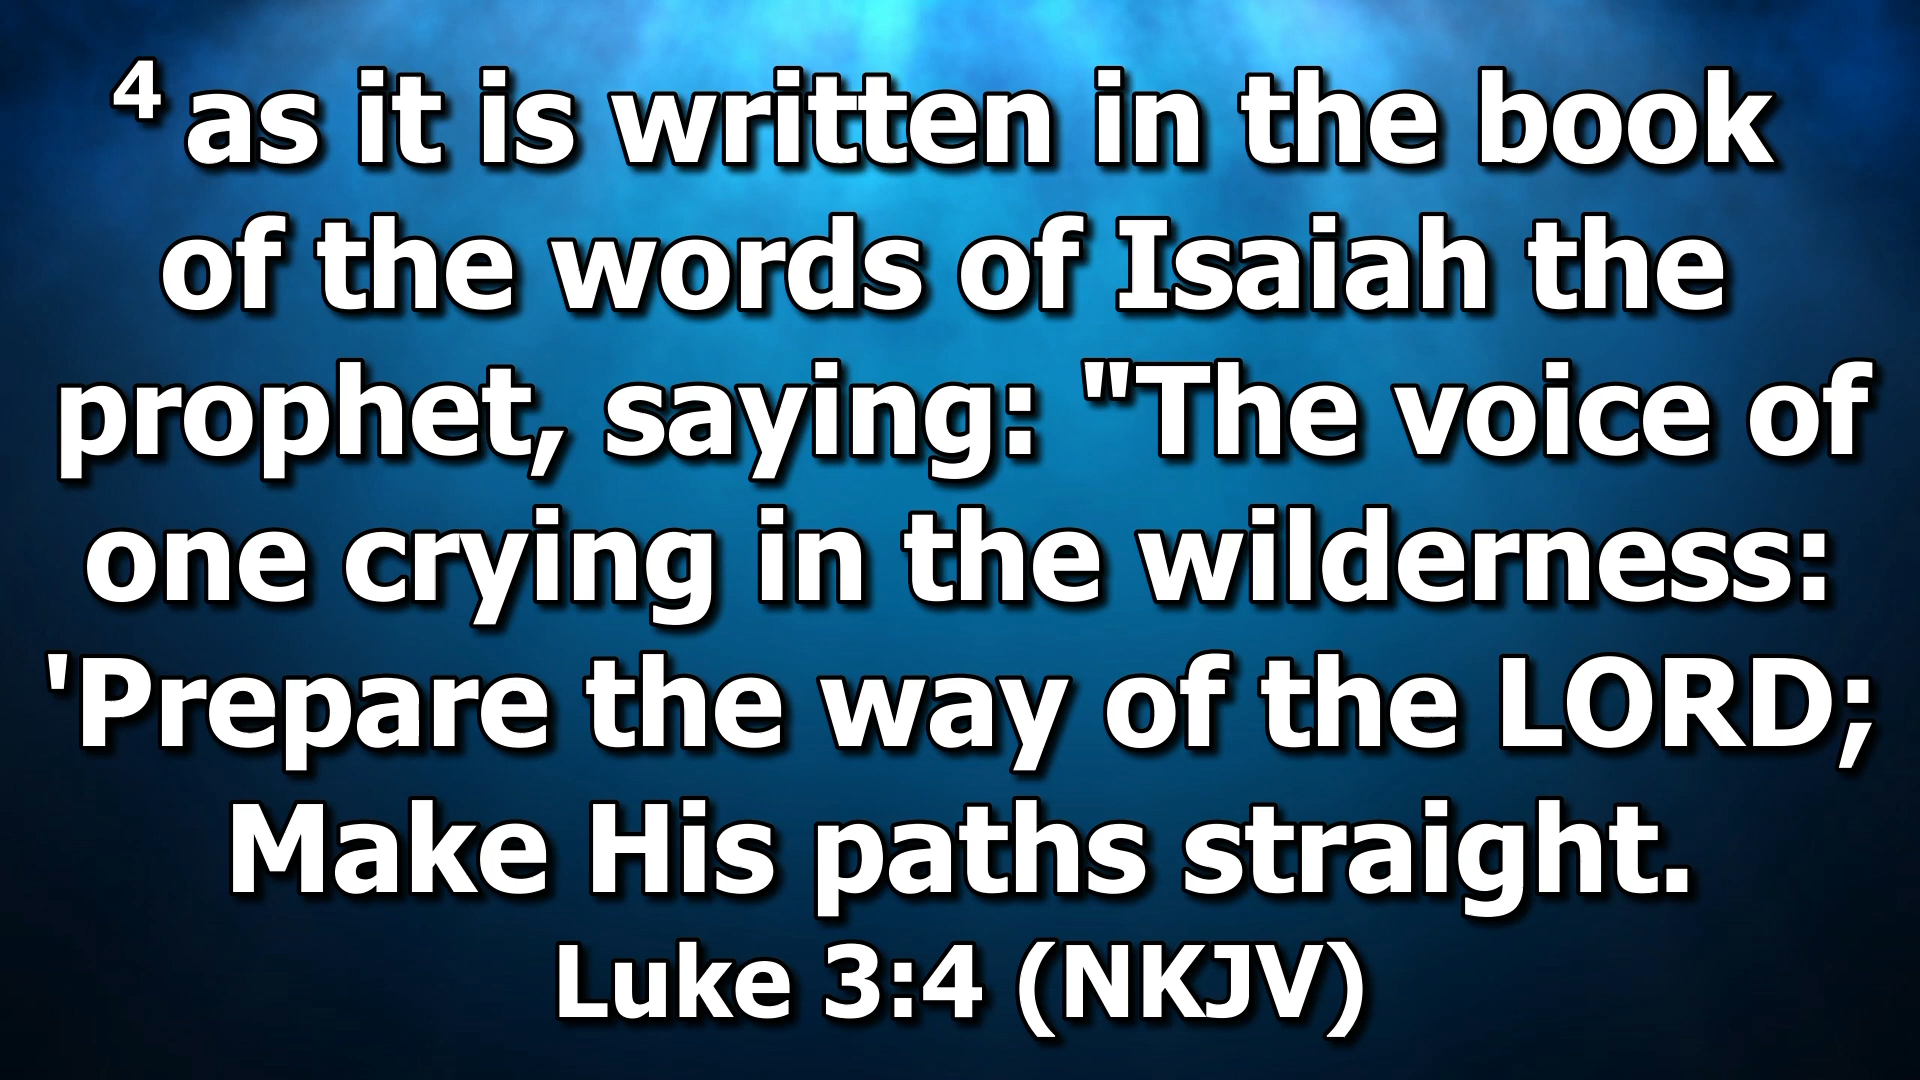 4 as it is written in the book
of the words of Isaiah the
prophet, saying: "The voice of
one crying in the wilderness:
'Prepare the way of the LORD;
Make His paths straight.
Luke 3:4 (NKJV)